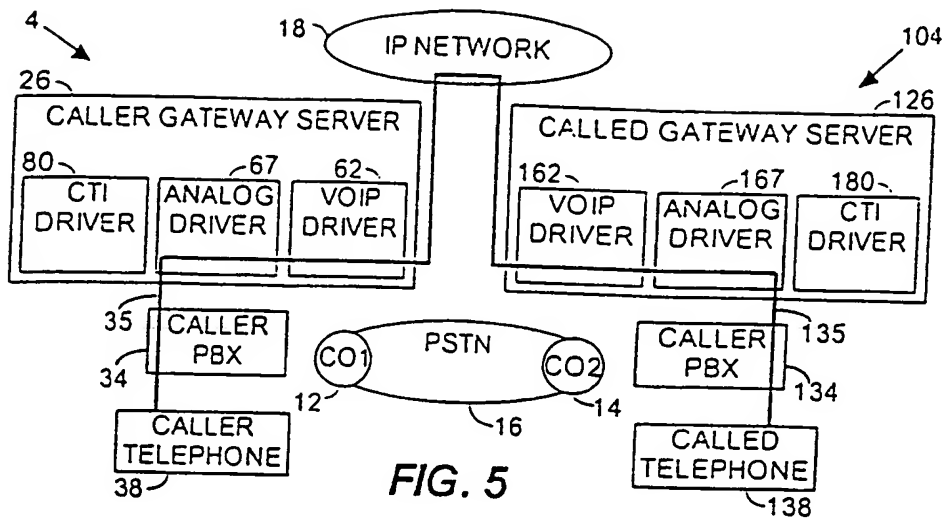 4
18
IP NETWORK
104
26
126
CALLER GATEWAY SERVER
CALLED GATEWAY SERVER
80
67
62
162
167
180
CTI
DRIVER
ANALOG
DRIVER
VOIP
DRIVER
VOIP
DRIVER
ANALOG
DRIVER
CTI
DRIVER
35
135
CALLER
PBX
34
CO1
PSTN
CO2
12
16
14
CALLER
PBX
134
CALLER
TELEPHONE
38
CALLED
TELEPHONE
138
FIG. 5